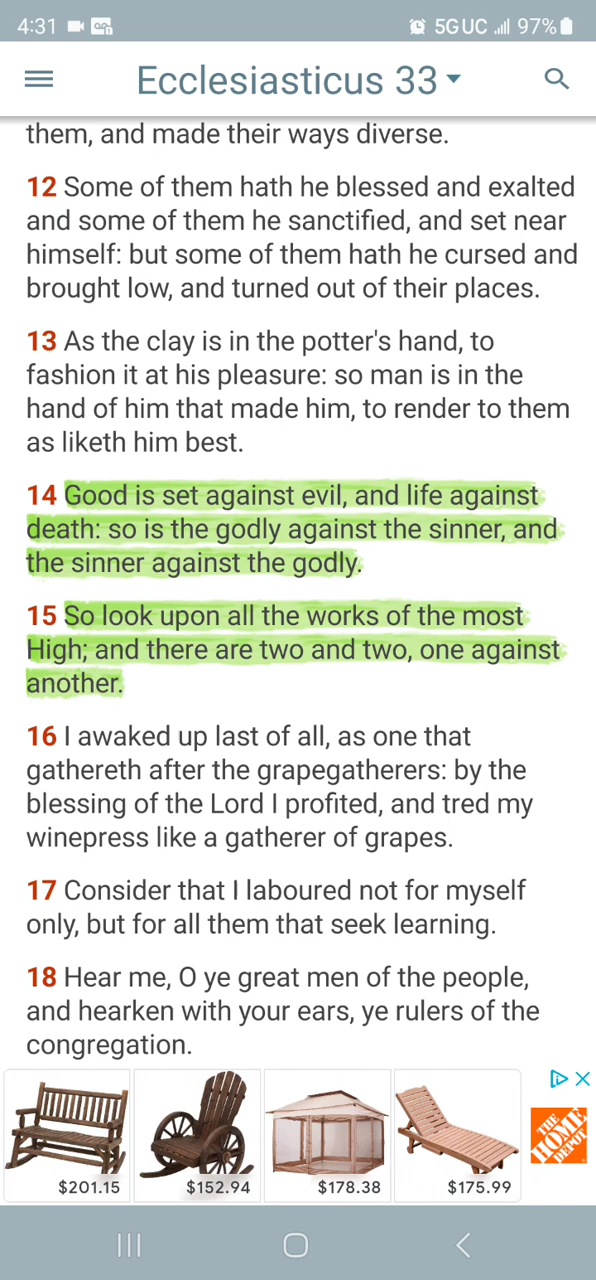 4:31 5G UC 97%
Ecclesiasticus 33
them, and made their ways diverse.
12 Some of them hath he blessed and exalted
and some of them he sanctified, and set near
himself: but some of them hath he cursed and
brought low, and turned out of their places.
13 As the clay is in the potter's hand, to
fashion it at his pleasure: so man is in the
hand of him that made him, to render to them
as liketh him best.
14 Good is set against evil, and life against
death: so is the godly against the sinner, and
the sinner against the godly.
15 So look upon all the works of the most
High; and there are two and two, one against
another.
16 I awaked up last of all, as one that
gathereth after the grapegatherers: by the
blessing of the Lord I profited, and tred my
winepress like a gatherer of grapes.
17 Consider that I laboured not for myself
only, but for all them that seek learning.
18 Hear me, O ye great men of the people,
and hearken with your ears, ye rulers of the
congregation.
$201.15 $152.94 $178.38 $175.99
THE
HOME
DEPOT